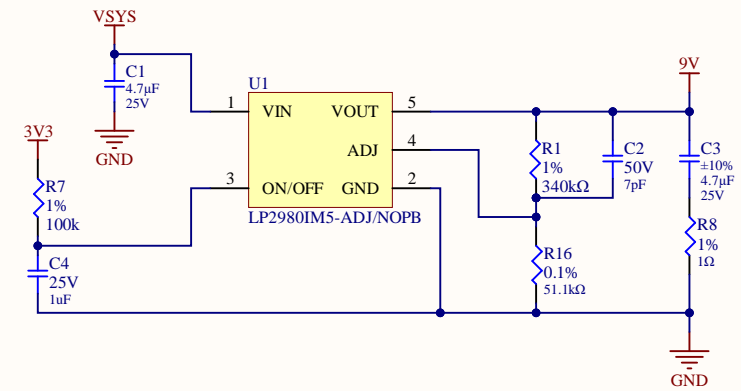 VSYS
C1
4.7µF
25V
GND
3V3
R7
1%
100k
C4
25V
1uF
U1
1
VIN
VOUT
5
ADJ
4
3
ON/OFF
GND
2
LP2980IM5-ADJ/NOPB
R1
1%
340kΩ
C2
50V
7pF
R16
0.1%
51.1kΩ
9V
C3
±10%
4.7µF
25V
R8
1%
1Ω
GND